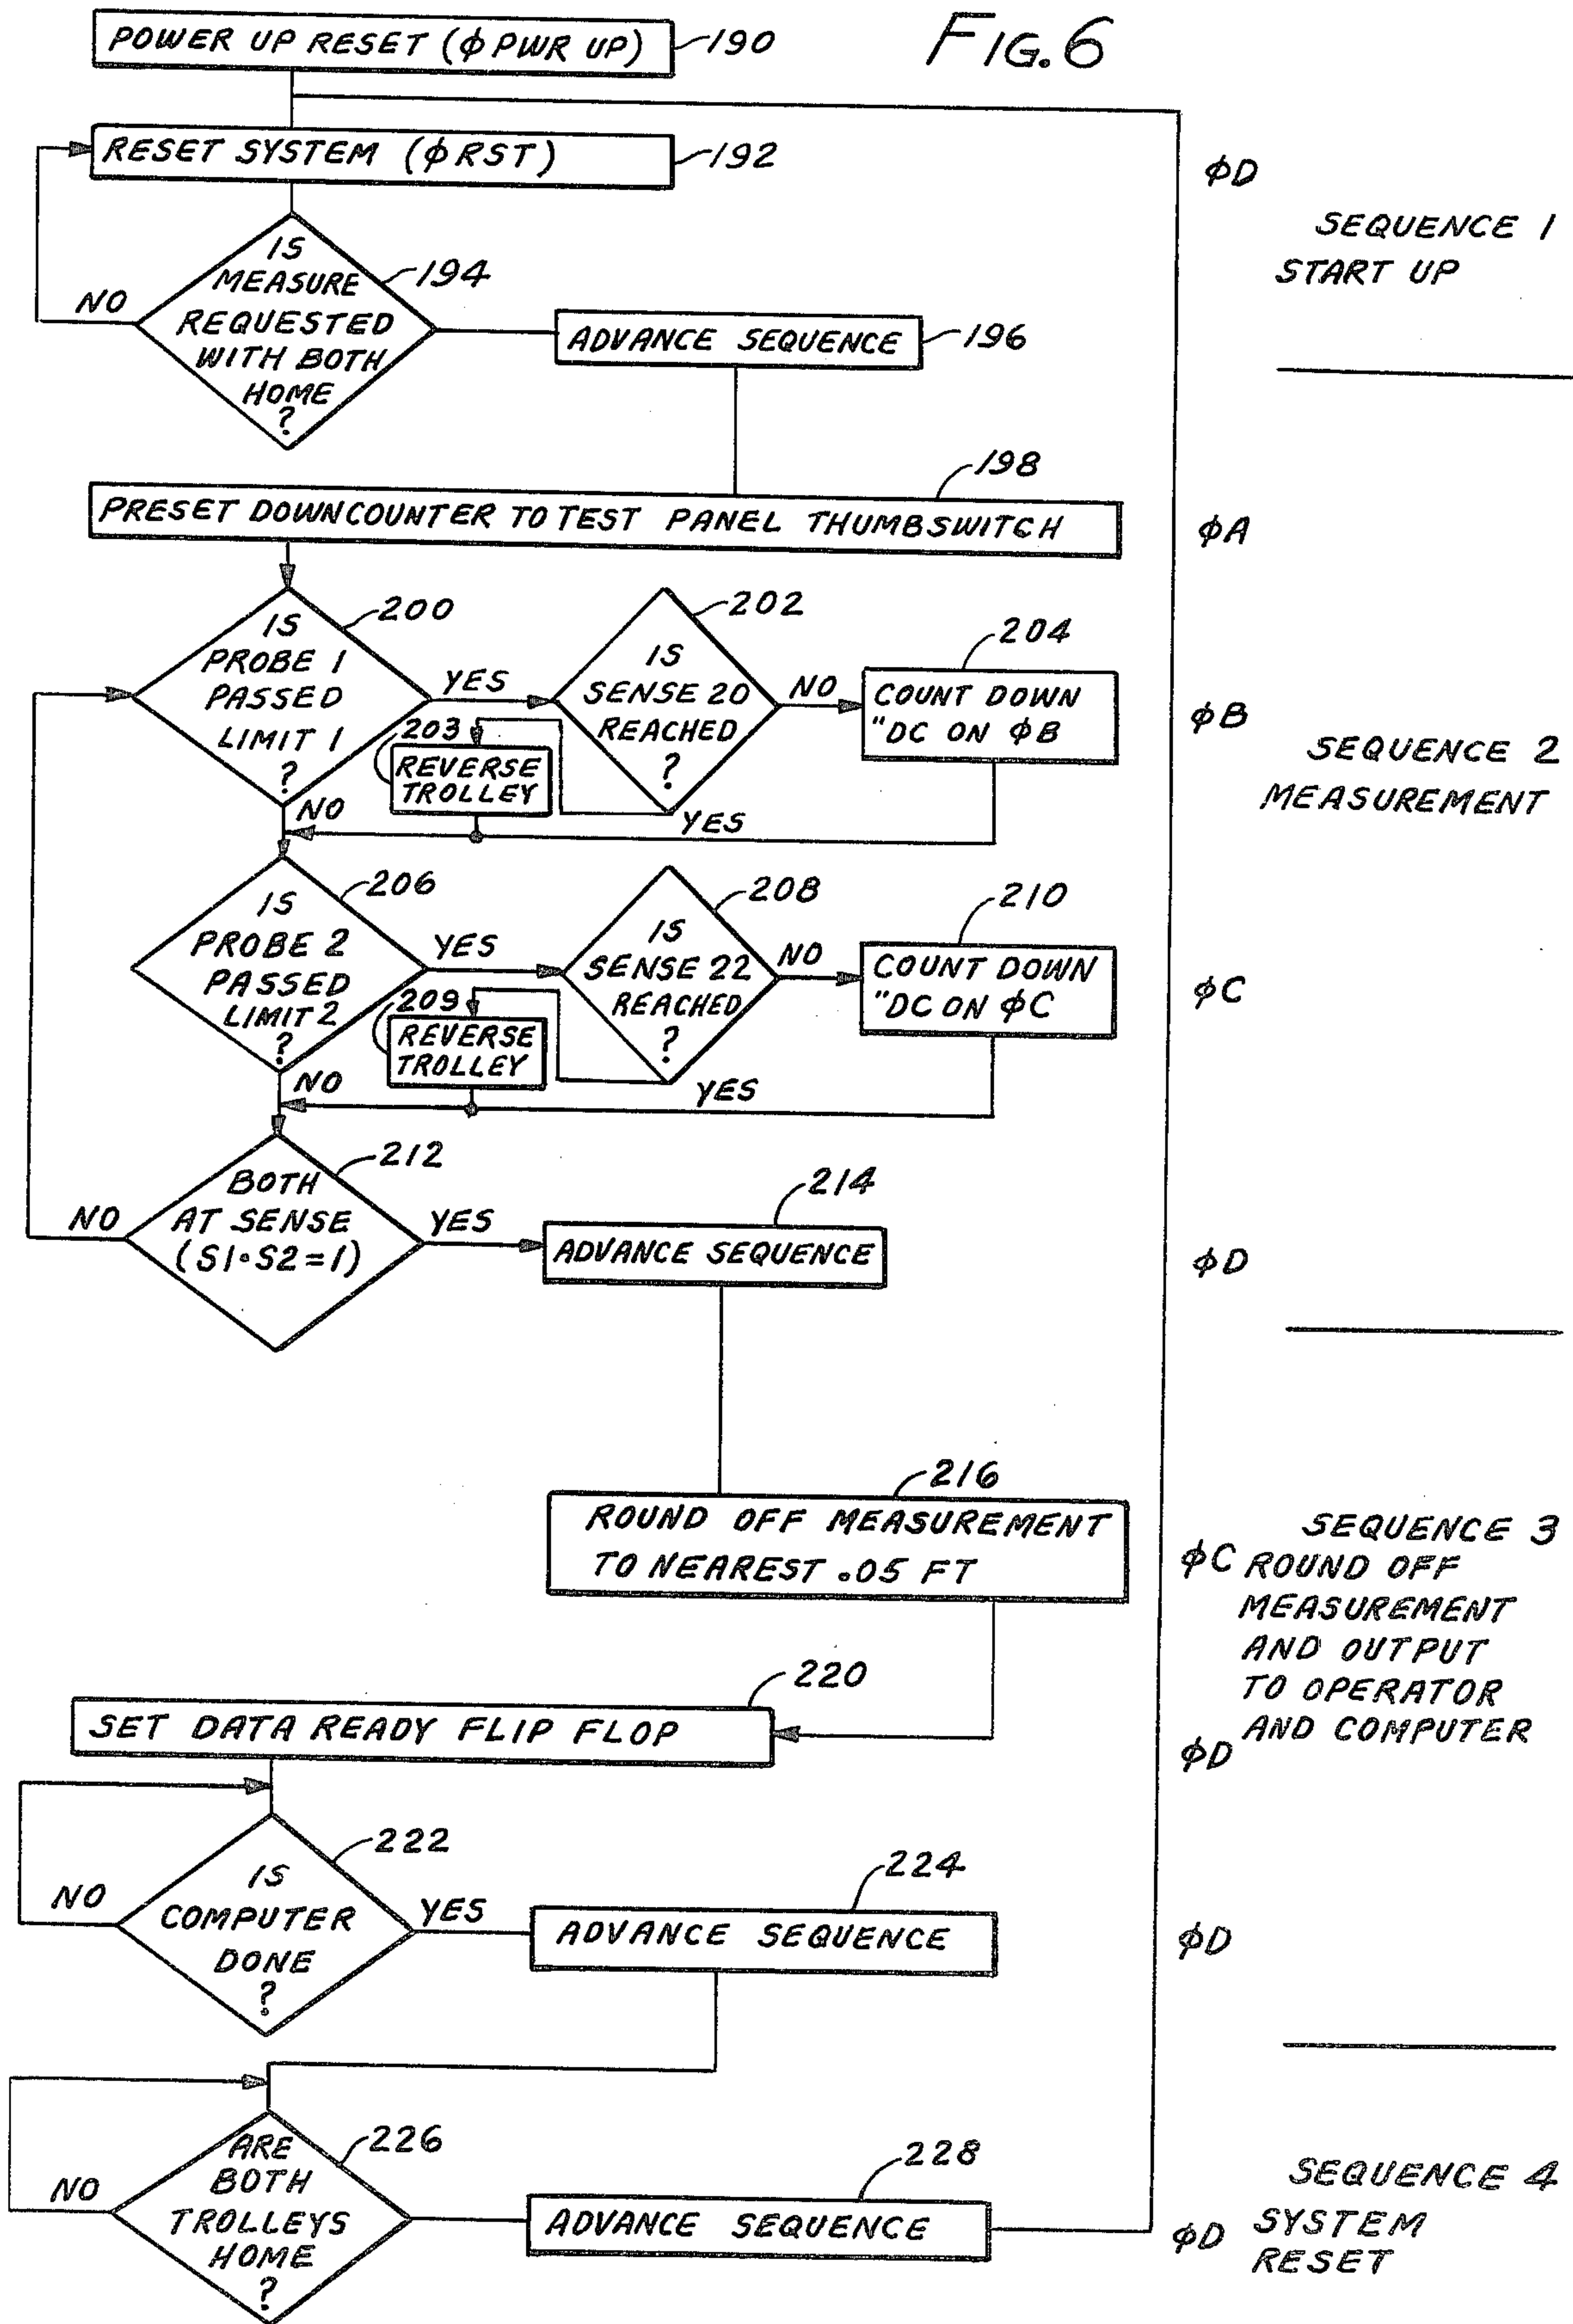 FIG. 6
POWER UP RESET (ϕ PWR UP)
190
RESET SYSTEM (ϕ RST)
192
ϕD
SEQUENCE 1
START UP
IS
MEASURE
REQUESTED
WITH BOTH
HOME
?
194
NO
ADVANCE SEQUENCE
196
198
PRESET DOWNCOUNTER TO TEST PANEL THUMBSWITCH
ϕA
IS
PROBE 1
PASSED
LIMIT 1
?
200
YES
NO
IS
SENSE 20
REACHED
?
202
NO
YES
203
REVERSE
TROLLEY
204
COUNT DOWN
"DC ON ϕB
ϕB
SEQUENCE 2
MEASUREMENT
IS
PROBE 2
PASSED
LIMIT 2
?
206
YES
NO
IS
SENSE 22
REACHED
?
208
NO
YES
209
REVERSE
TROLLEY
210
COUNT DOWN
"DC ON ϕC
ϕC
BOTH
AT SENSE
(S1•S2=1)
212
NO
YES
214
ADVANCE SEQUENCE
ϕD
216
ROUND OFF MEASUREMENT
TO NEAREST .05 FT
ϕC
SEQUENCE 3
ROUND OFF
MEASUREMENT
AND OUTPUT
TO OPERATOR
AND COMPUTER
220
SET DATA READY FLIP FLOP
ϕD
IS
COMPUTER
DONE
?
222
NO
YES
224
ADVANCE SEQUENCE
ϕD
ARE
BOTH
TROLLEYS
HOME
?
226
NO
228
ADVANCE SEQUENCE
ϕD
SEQUENCE 4
SYSTEM
RESET